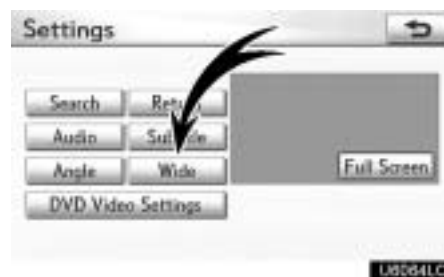 Settings
Search
Audio
Angle Wide
Full Screen
DVD Video Settings